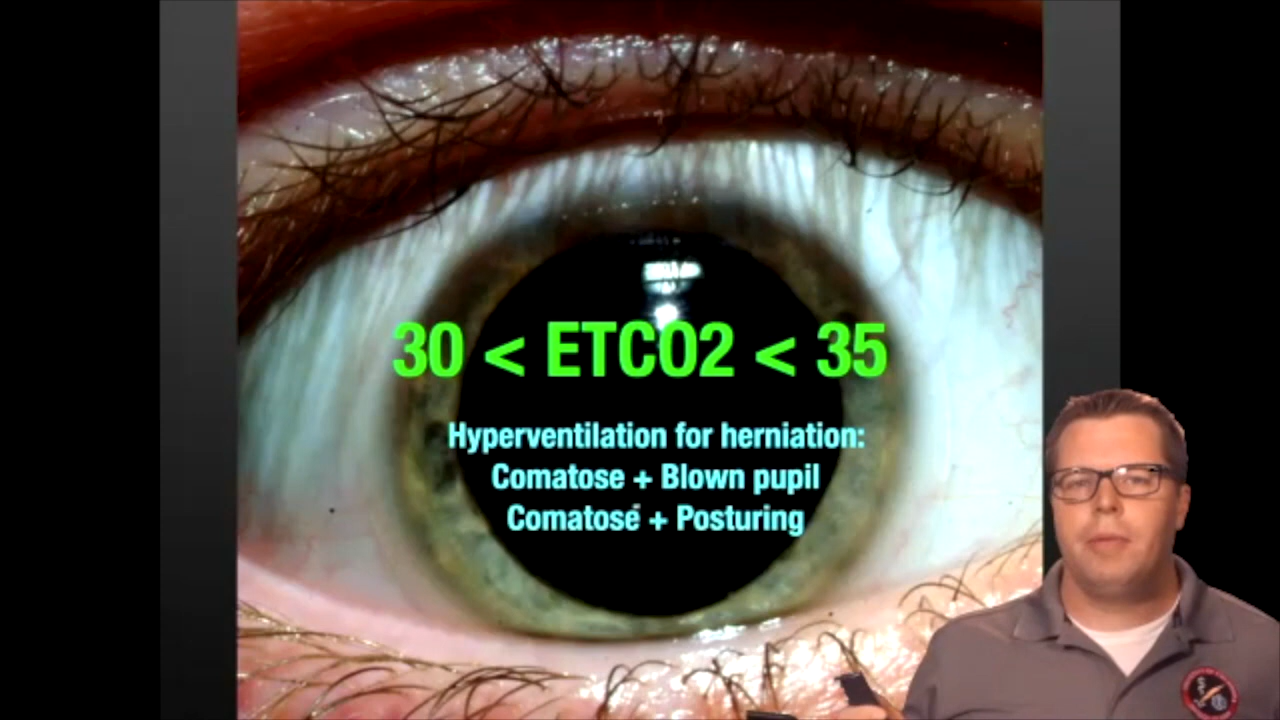 30 < ETCO2 < 35
Hyperventilation for herniation:
Comatose + Blown pupil
Comatose + Posturing